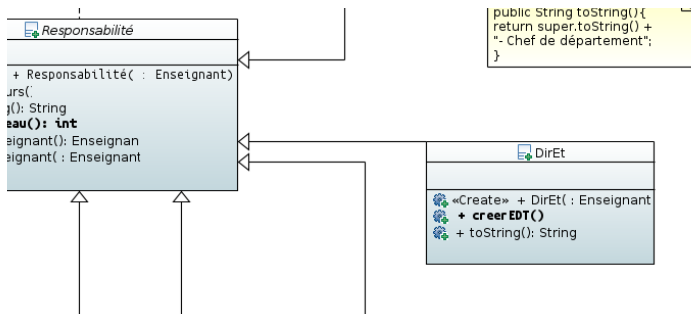 Responsabilité
+ Responsabilité( : Enseignant)
urs(
g(): String
eau(): int
eignant(): Enseignan
eignant( : Enseignant
public String toString(){
return super.toString() +
"- Chef de département";
}
DirEt
«Create» + DirEt( : Enseignant
+ creerEDT()
+ toString(): String